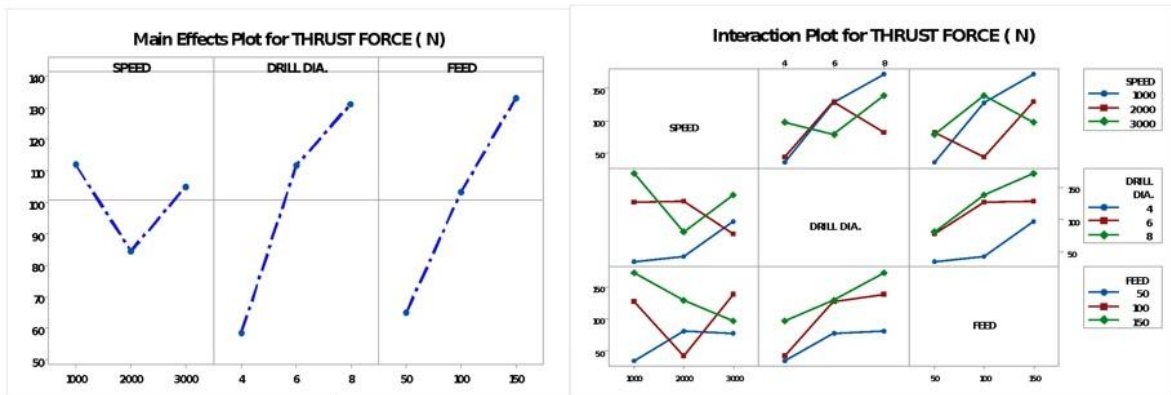 Main Effects Plot for THRUST FORCE ( N)
SPEED DRILL DIA. FEED
140
130
120
110
100
90
80
70
60
50
1000 2000 3000 4 6 8 50 100 150
Interaction Plot for THRUST FORCE ( N)
4 6 8
150
100
50
SPEED
SPEED
1000
2000
3000
DRILL DIA.
150
100
50
DRILL
DIA.
4
6
8
150
100
50
FEED
FEED
50
100
150
1000 2000 3000 50 100 150